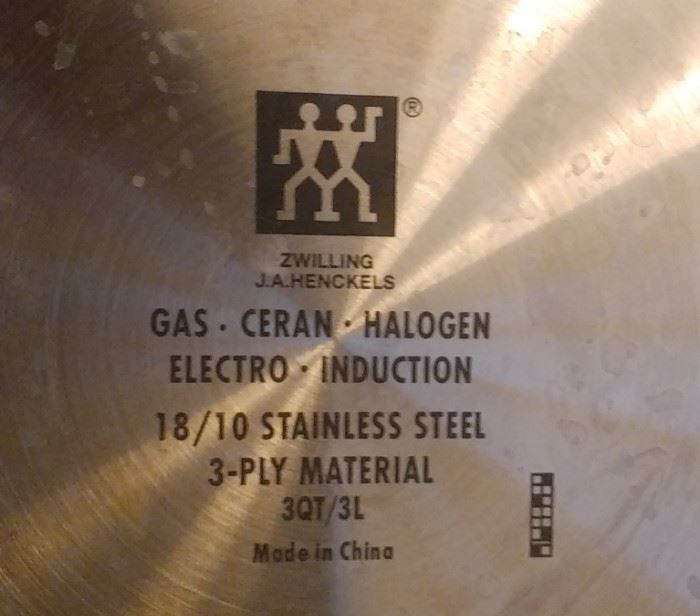 ®
ZWILLING
J.A.HENCKELS
GAS · CERAN · HALOGEN
ELECTRO · INDUCTION
18/10 STAINLESS STEEL
3-PLY MATERIAL
3QT/3L
Made in China